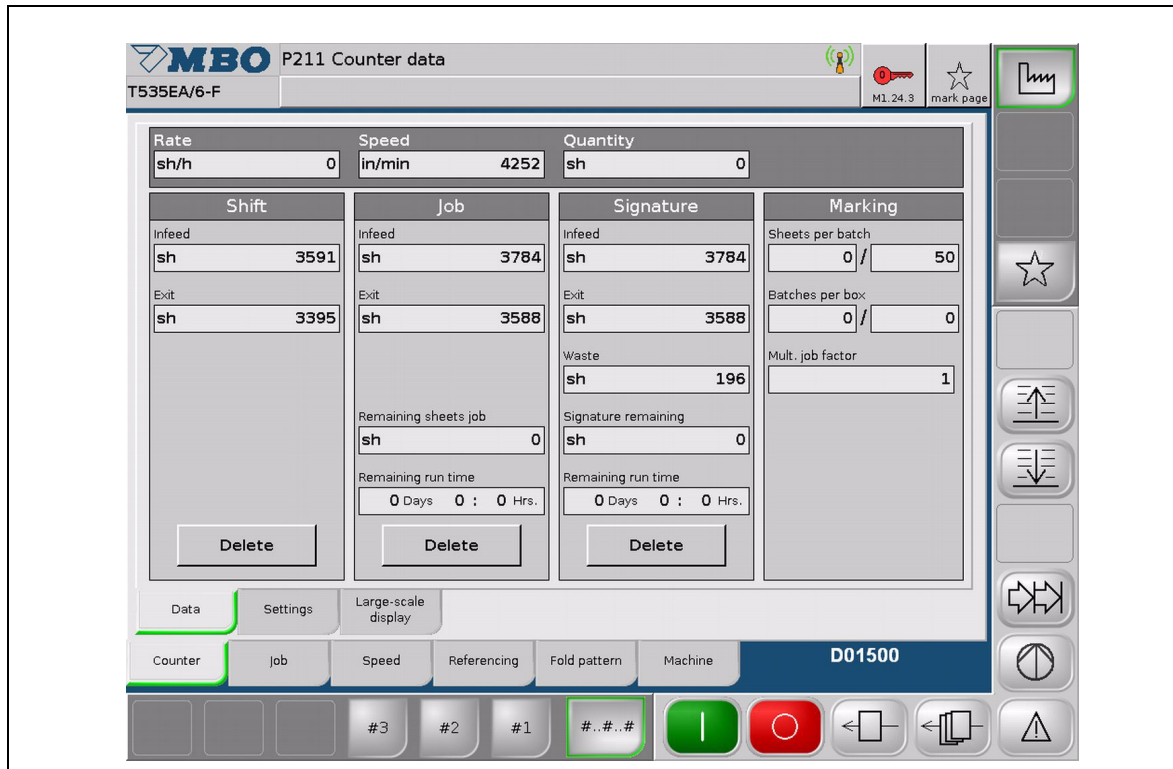 MBO P211 Counter data
T535EA/6-F
0
M1.24.3 mark page
Rate Speed Quantity
sh/h 0 in/min 4252 sh 0
Shift Job Signature Marking
Infeed Infeed Infeed Sheets per batch
sh 3591 sh 3784 sh 3784 0 / 50
Exit Exit Exit Batches per box
sh 3395 sh 3588 sh 3588 0 / 0
Waste Mult. job factor
sh 196 1
Remaining sheets job Signature remaining
sh 0 sh 0
Remaining run time Remaining run time
0 Days 0 : 0 Hrs. 0 Days 0 : 0 Hrs.
Delete Delete Delete
Data Settings Large-scale
display
Counter Job Speed Referencing Fold pattern Machine D01500
#3 #2 #1 #..#..#